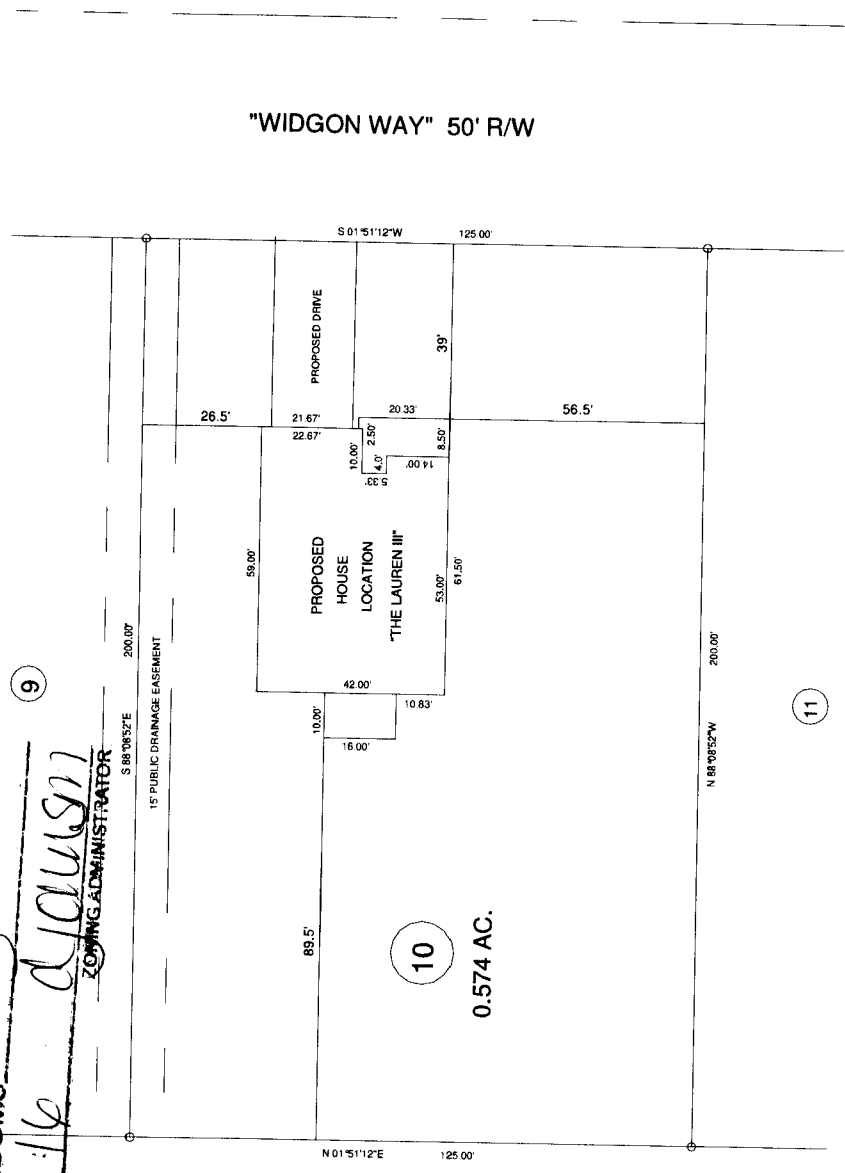 "WIDGON WAY" 50' R/W
S 01°51'12"W 125.00'
PROPOSED DRIVE
39'
26.5'
21.67'
20.33'
56.5'
22.67'
2.50'
8.50'
10.00'
4.0'
14.00'
5.33'
59.00'
PROPOSED
HOUSE
LOCATION
"THE LAUREN III"
53.00'
61.50'
9
S 88°08'52"E 200.00'
15' PUBLIC DRAINAGE EASEMENT
42.00'
10.83'
10.00'
16.00'
N 88°08'52"W 200.00'
11
ZONING ADMINISTRATOR
89.5'
10
0.574 AC.
16
N 01°51'12"E 125.00'